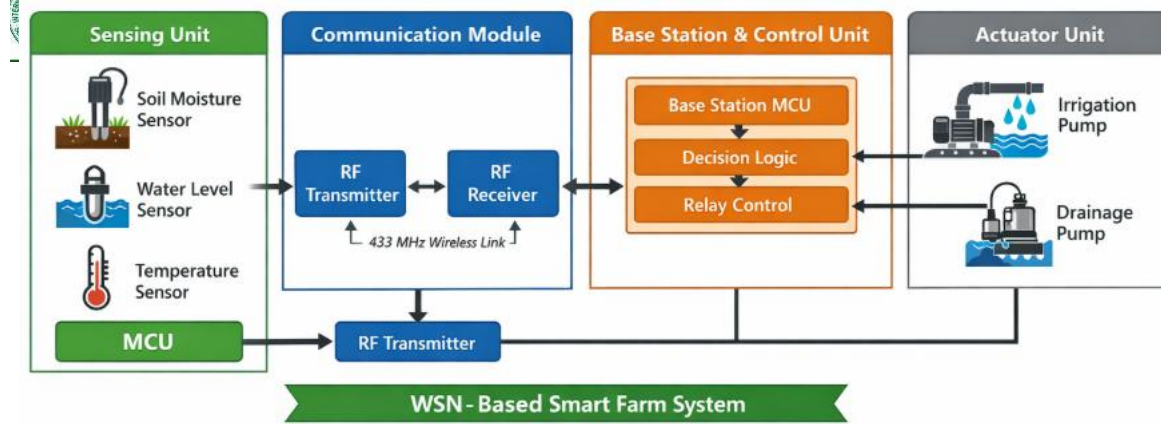 Sensing Unit
Soil Moisture
Sensor
Water Level
Sensor
Temperature
Sensor
MCU
Communication Module
RF
Transmitter
RF
Receiver
433 MHz Wireless Link
RF Transmitter
Base Station & Control Unit
Base Station MCU
Decision Logic
Relay Control
Actuator Unit
Irrigation
Pump
Drainage
Pump
WSN-Based Smart Farm System